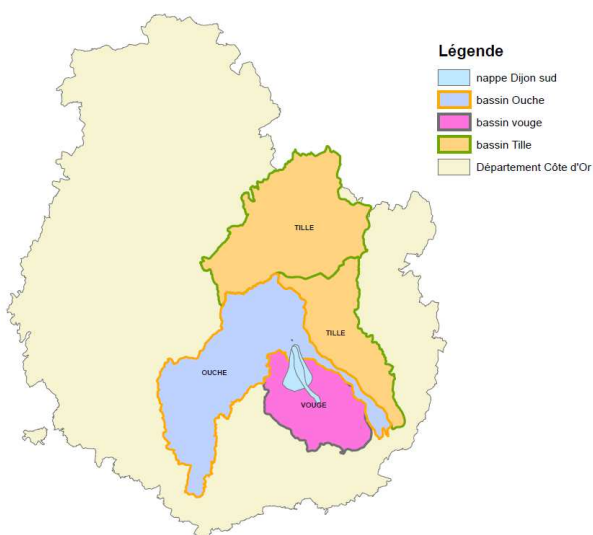 Légende
nappe Dijon sud
bassin Ouche
bassin vouge
bassin Tille
Département Côte d'Or
TILLE
TILLE
OUCHE
VOUGE